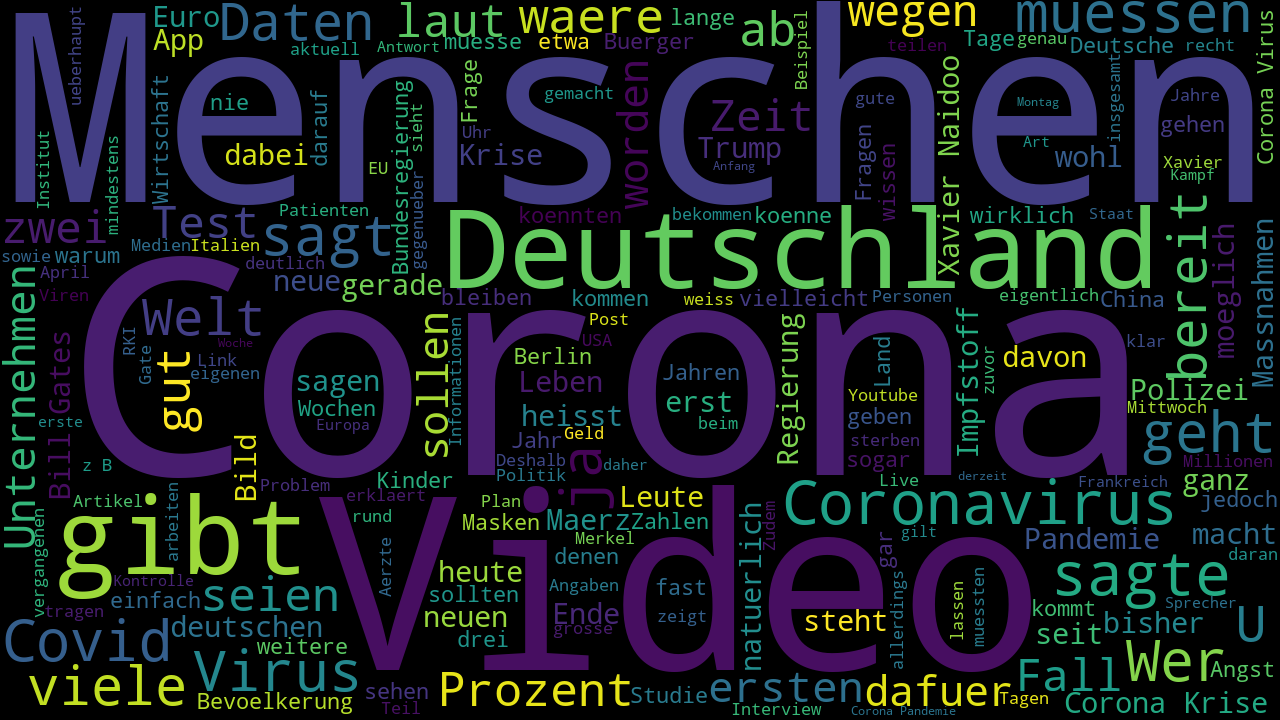 Menschen
Corona
Video
Deutschland
gibt
Coronavirus
sagt
sagte
geht
Virus
Covid
viele
Prozent
ersten
dafuer
Fall
Wer
U
Daten
laut
waere
ab
wegen
muessen
Euro
App
aktuell
Antwort
muesse
etwa
Buerger
lange
Beispiel
teilen
Tage
genau
Deutsche
recht
Corona Virus
ueberhaupt
Institut
mindestens
Wirtschaft
nie
dabei
darauf
EU
Bundesregierung
sieht
gegenueber
Frage
Uhr
Krise
gemacht
worden
Zeit
Trump
Anfang
gute
Fragen
wissen
Xavier Naidoo
Montag
Art
wohl
insgesamt
Jahre
gehen
Xavier
Kampf
zwei
Test
Patienten
Medien
Italien
sowie
warum
April
Viren
deutlich
neue
gerade
koennten
bekommen
koenne
wirklich
Staat
bereit
moeglich
Massnahmen
bleiben
kommen
weiss
vielleicht
Personen
eigentlich
China
klar
Unternehmen
Bill Gates
Welt
gut
RKI
Gate
Woche
Link
eigenen
erste
z B
Bild
sagen
Wochen
Europa
sollen
Informationen
Post
USA
Berlin
Leben
heisst
Jahr
Geld
Deshalb
Politik
daher
ja
Jahren
erst
beim
Regierung
Land
Youtube
geben
sterben
sogar
Impfstoff
zuvor
davon
Polizei
Mittwoch
Millionen
ganz
jedoch
Problem
Kinder
Artikel
arbeiten
vergangenen
Kontrolle
tragen
einfach
seien
deutschen
weitere
Bevoelkerung
erklaert
rund
Aerzte
Plan
Masken
Maerz
Zahlen
Merkel
Leute
heute
sollten
neuen
drei
denen
Angaben
Ende
grosse
fast
zeigt
natuerlich
Zudem
Live
derzeit
Frankreich
Pandemie
macht
daran
gar
gilt
steht
allerdings
lassen
muessten
kommt
Sprecher
seit
bisher
Angst
Tagen
Corona Krise
sehen
Teil
Studie
Interview
Corona Pandemie